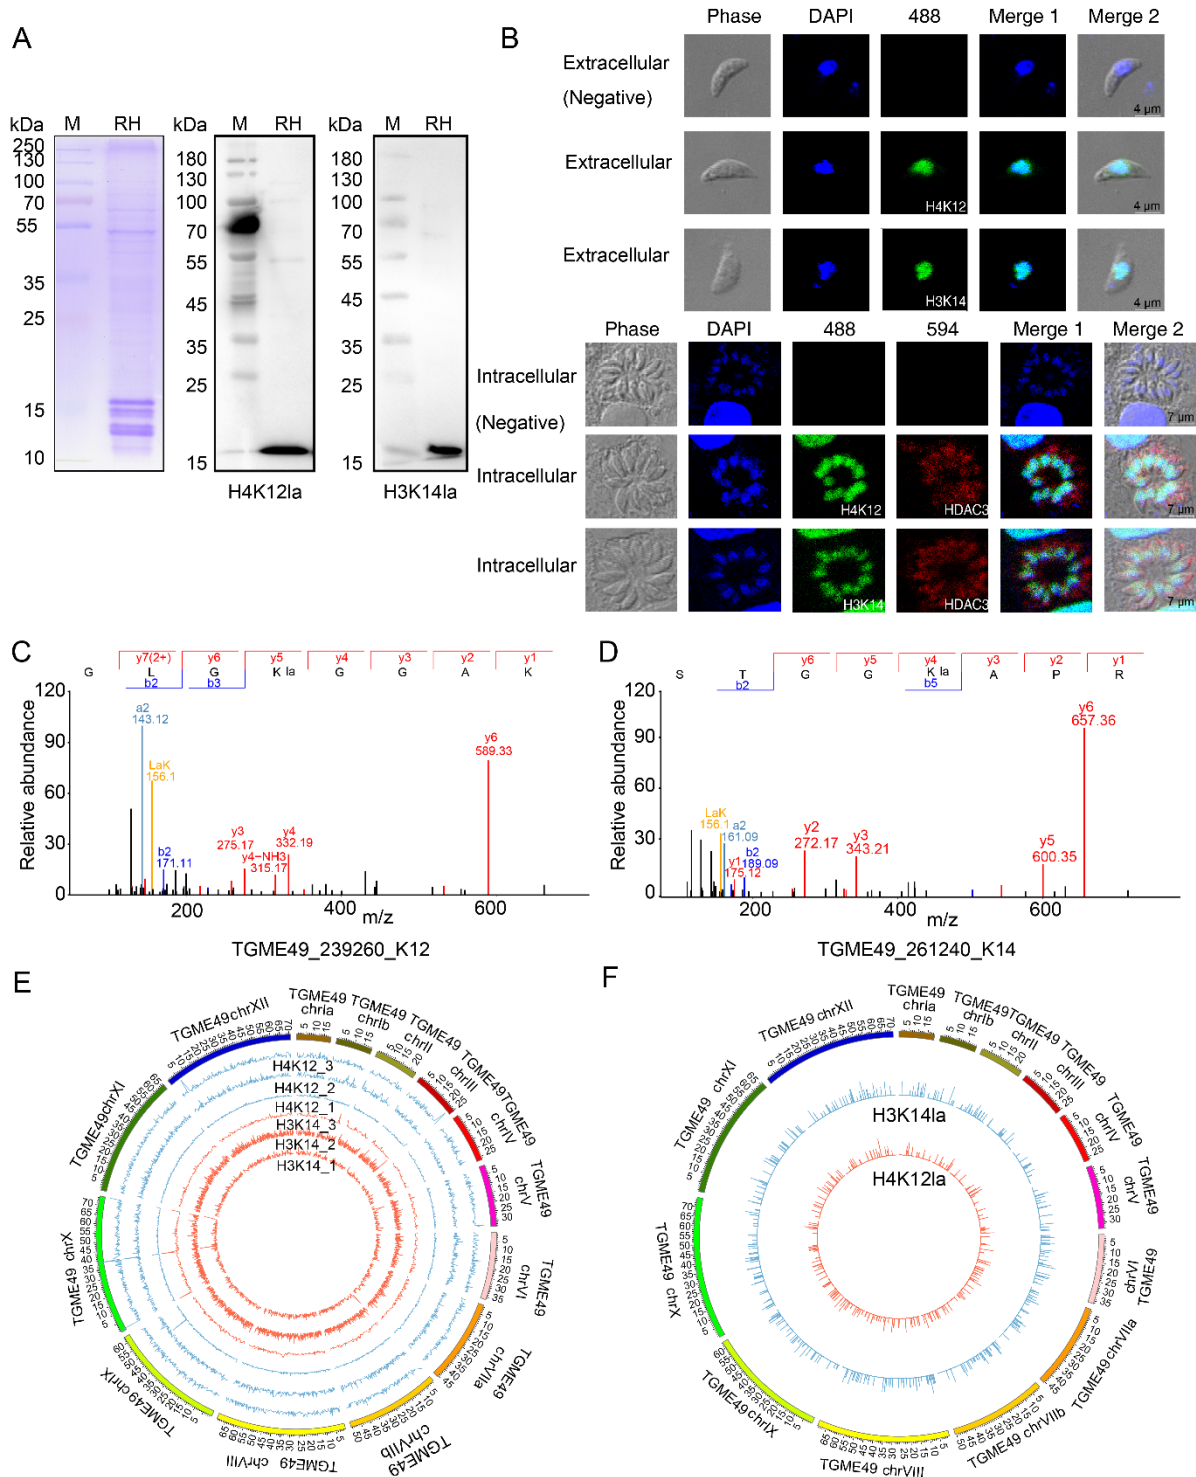 A
kDa M RH
250
130
100
70
55
35
25
15
10
kDa M RH
180
130
100
70
55
45
35
25
15
H4K12la
kDa M RH
180
130
100
70
55
45
35
25
15
H3K14la
B
Phase DAPI 488 Merge 1 Merge 2
Extracellular
(Negative)
4 μm
Extracellular
H4K12
4 μm
Extracellular
H3K14
4 μm
Phase DAPI 488 594 Merge 1 Merge 2
Intracellular
(Negative)
7 μm
Intracellular
H4K12
HDAC3
7 μm
Intracellular
H3K14
HDAC3
7 μm
C
y7(2+) y6 y5 y4 y3 y2 y1
G L G K la G G A K
b2 b3
Relative abundance
120
90
60
30
0
a2
143.12
LaK
156.1
b2
171.11
y3
275.17
y4-NH3
315.17
y4
332.19
y6
589.33
200 400 600
m/z
TGME49_239260_K12
D
y6 y5 y4 y3 y2 y1
S T G G K la A P R
b2 b5
Relative abundance
120
90
60
30
0
LaK
156.1
a2
161.09
y1
175.12
b2
189.09
y2
272.17
y3
343.21
y5
600.35
y6
657.36
200 400 600
m/z
TGME49_261240_K14
E
TGME49 chrIa
TGME49 chrIb
TGME49 chrII
TGME49 chrIII
TGME49 chrIV
TGME49 chrV
TGME49 chrVI
TGME49 chrVIIa
TGME49 chrVIIb
TGME49 chrVIII
TGME49 chrIX
TGME49 chrX
TGME49 chrXI
TGME49 chrXII
H4K12_3
H4K12_2
H4K12_1
H3K14_3
H3K14_2
H3K14_1
F
TGME49 chrIa
TGME49 chrIb
TGME49 chrII
TGME49 chrIII
TGME49 chrIV
TGME49 chrV
TGME49 chrVI
TGME49 chrVIIa
TGME49 chrVIIb
TGME49 chrVIII
TGME49 chrIX
TGME49 chrX
TGME49 chrXI
TGME49 chrXII
H3K14la
H4K12la